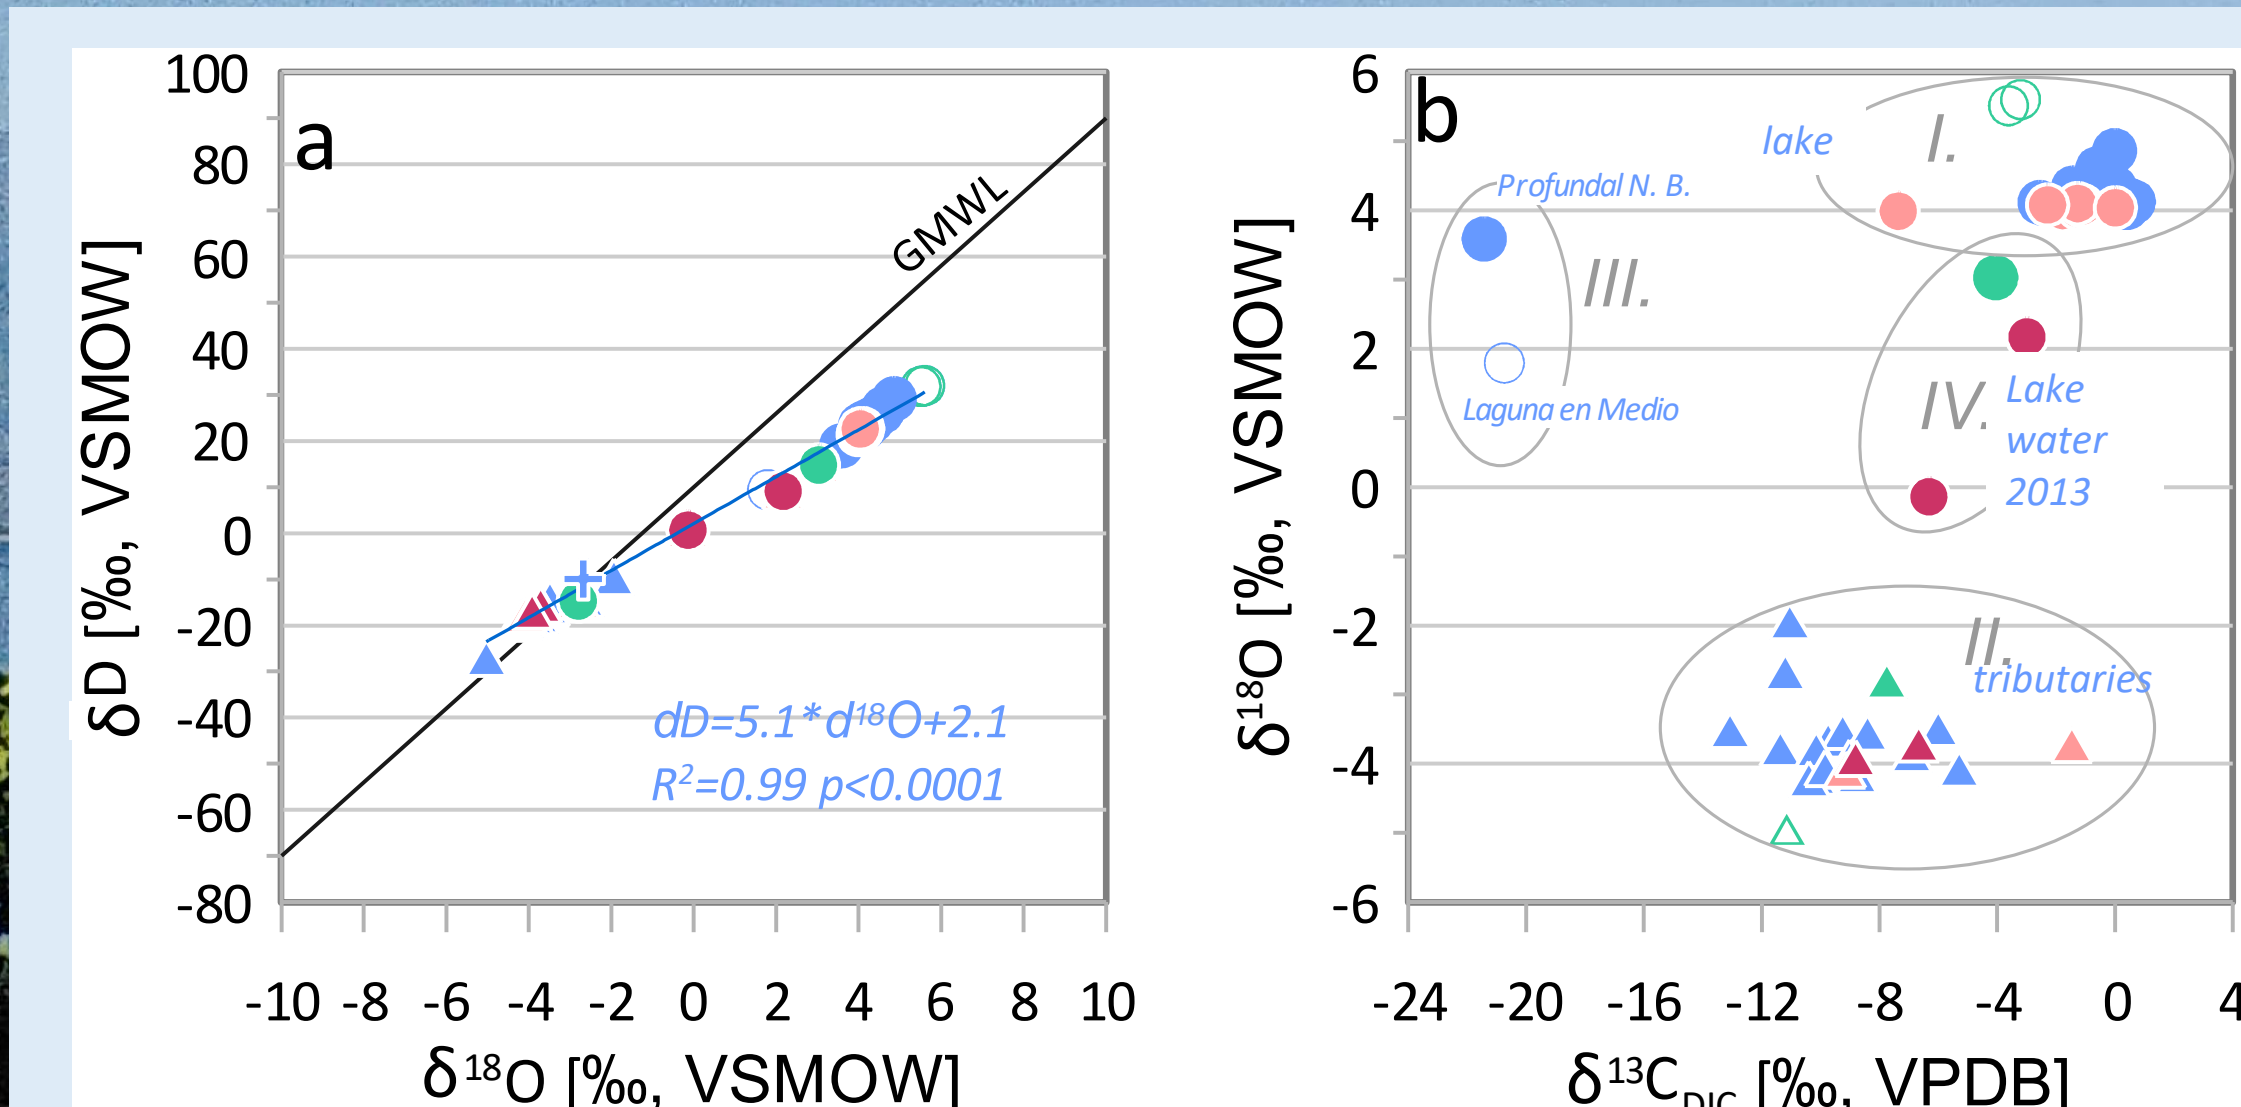 a
100
80
60
40
20
0
-20
-40
-60
-80
δD [‰, VSMOW]
GMWL
dD=5.1*d¹⁸O+2.1
R²=0.99 p<0.0001
-10 -8 -6 -4 -2 0 2 4 6 8 10
δ¹⁸O [‰, VSMOW]
b
6
4
2
0
-2
-4
-6
δ¹⁸O [‰, VSMOW]
lake
I.
Profundal N. B.
III.
Laguna en Medio
IV.
Lake
water
2013
II.
tributaries
-24 -20 -16 -12 -8 -4 0 4
δ¹³C DIC [‰, VPDB]